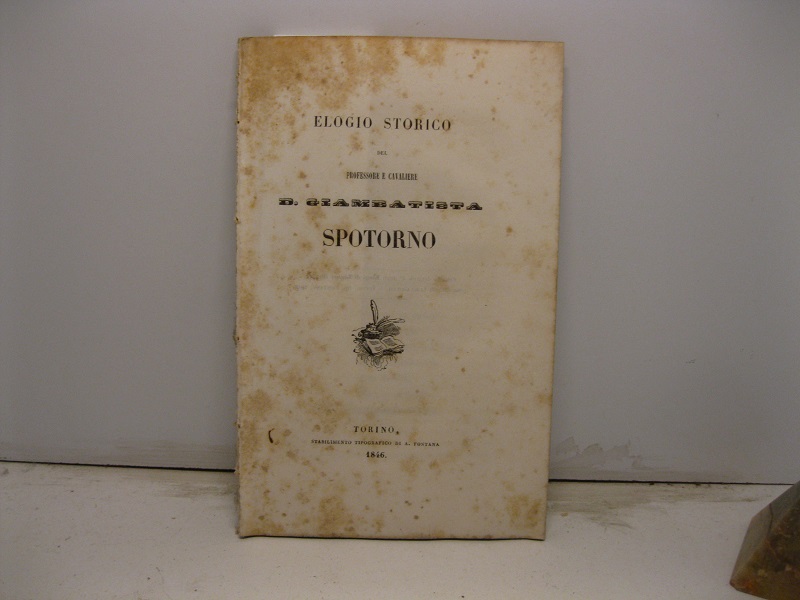 ELOGIO STORICO
DEL
PROFESSORE E CAVALIERE
D. GIAMBATISTA
SPOTORNO
TORINO,
STABILIMENTO TIPOGRAFICO DI A. FONTANA
1846.